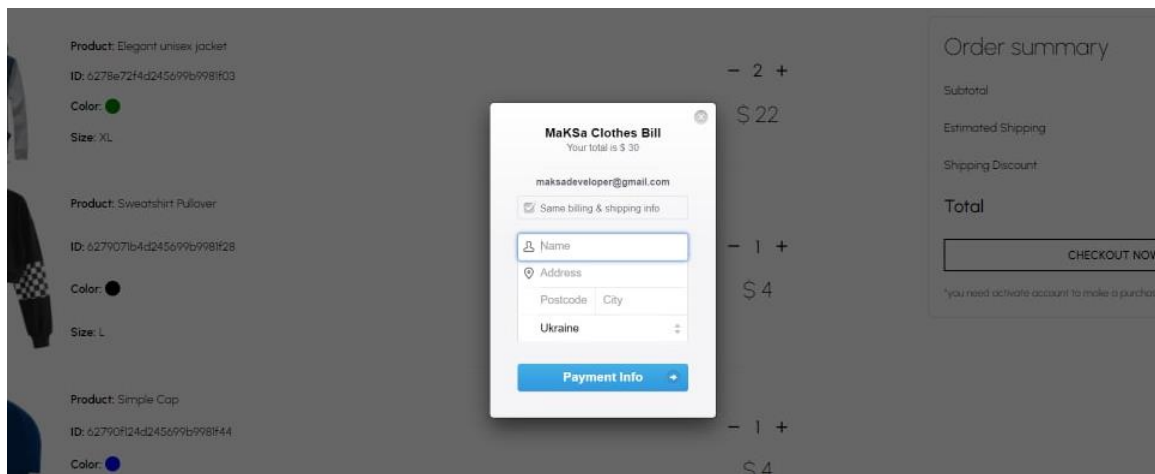 Product: Elegant unisex jacket
ID: 6278e72f4d245699b9981f03
Color:
Size: XL
− 2 +
$ 22
Product: Sweatshirt Pullover
ID: 6279071b4d245699b9981f28
Color:
Size: L
− 1 +
$ 4
Product: Simple Cap
ID: 62790f124d245699b9981f44
Color:
− 1 +
$ 4
MaKSa Clothes Bill
Your total is $ 30
maksadeveloper@gmail.com
Same billing & shipping info
Name
Address
Postcode City
Ukraine
Payment Info
Order summary
Subtotal
Estimated Shipping
Shipping Discount
Total
CHECKOUT NOW
*you need activate account to make a